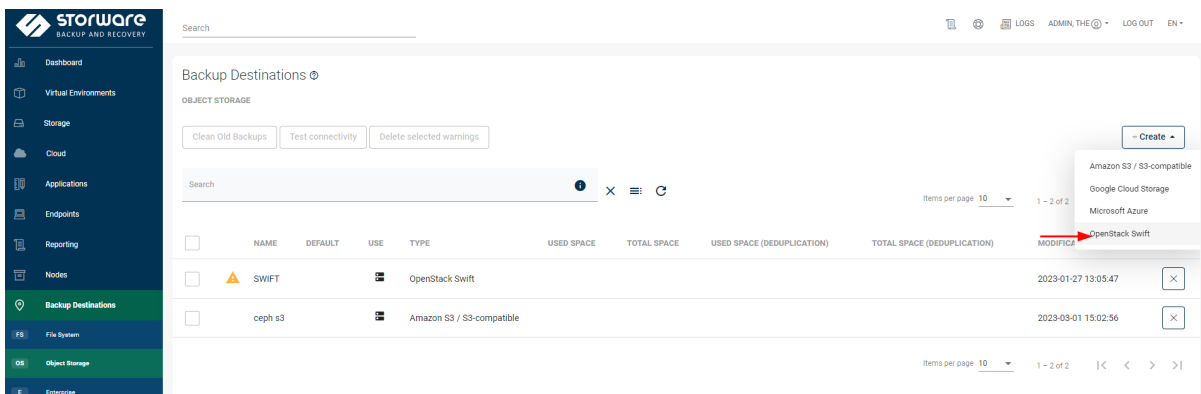 STORWARE
BACKUP AND RECOVERY
Search
LOGS ADMIN, THE LOG OUT EN
Dashboard
Virtual Environments
Storage
Cloud
Applications
Endpoints
Reporting
Nodes
Backup Destinations
FS File System
OS Object Storage
E Enterprise
Backup Destinations
OBJECT STORAGE
Clean Old Backups Test connectivity Delete selected warnings
+ Create
Amazon S3 / S3-compatible
Google Cloud Storage
Microsoft Azure
OpenStack Swift
Search
Items per page 10 1 – 2 of 2
NAME DEFAULT USE TYPE USED SPACE TOTAL SPACE USED SPACE (DEDUPLICATION) TOTAL SPACE (DEDUPLICATION) MODIFICA
SWIFT OpenStack Swift 2023-01-27 13:05:47
ceph s3 Amazon S3 / S3-compatible 2023-03-01 15:02:56
Items per page 10 1 – 2 of 2